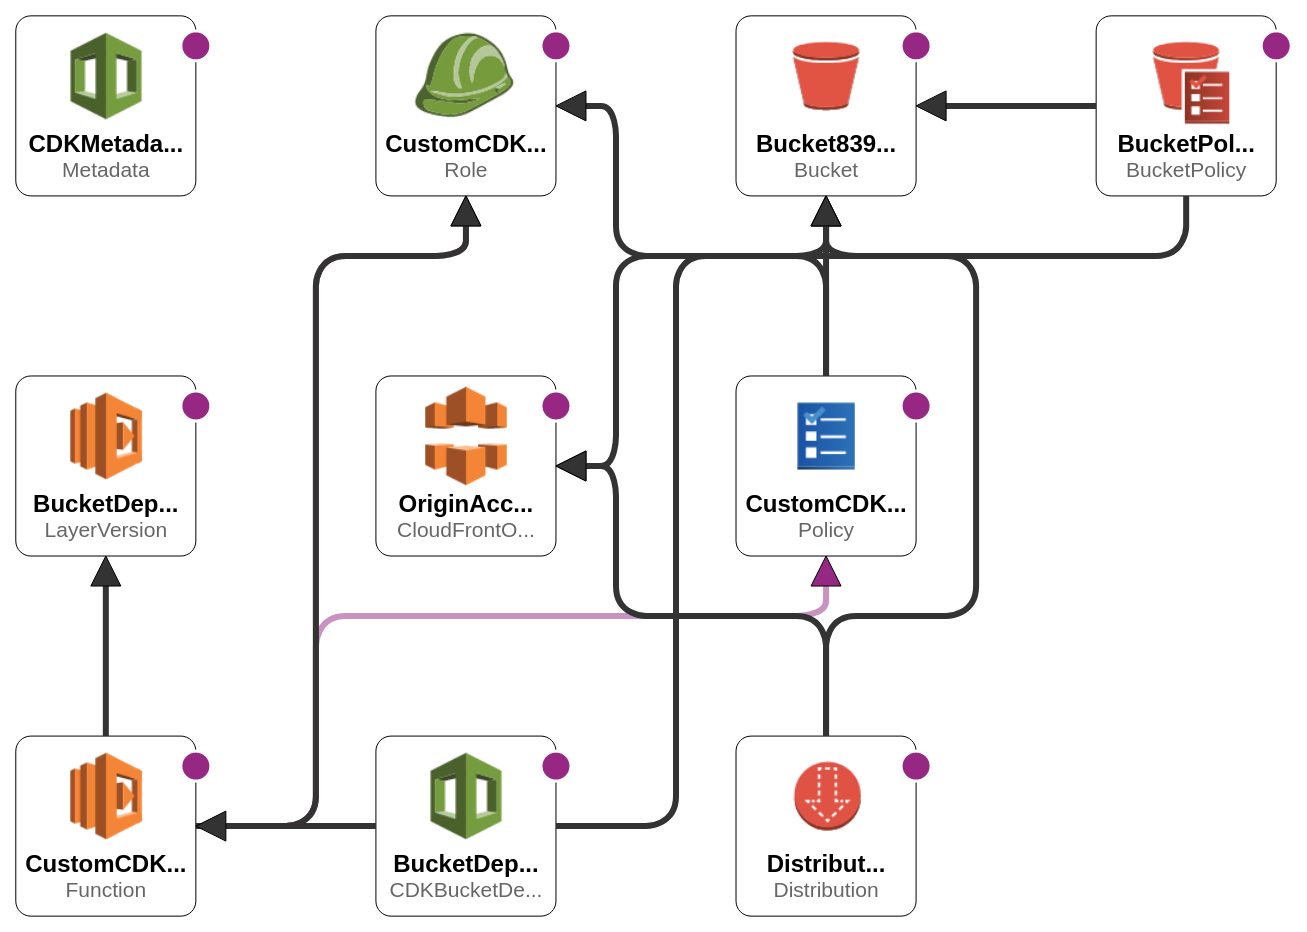 CDKMetada...
Metadata
CustomCDK...
Role
Bucket839...
Bucket
BucketPol...
BucketPolicy
BucketDep...
LayerVersion
OriginAcc...
CloudFrontO...
CustomCDK...
Policy
CustomCDK...
Function
BucketDep...
CDKBucketDe...
Distribut...
Distribution